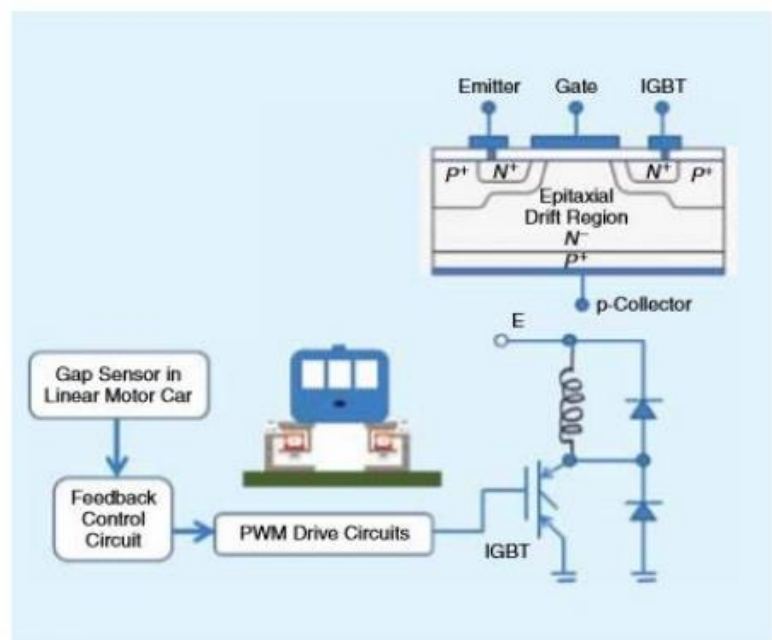 Emitter Gate IGBT
P+ N+ N+ P+
Epitaxial
Drift Region
N−
P+
p-Collector
E
Gap Sensor in
Linear Motor Car
Feedback
Control
Circuit
PWM Drive Circuits
IGBT